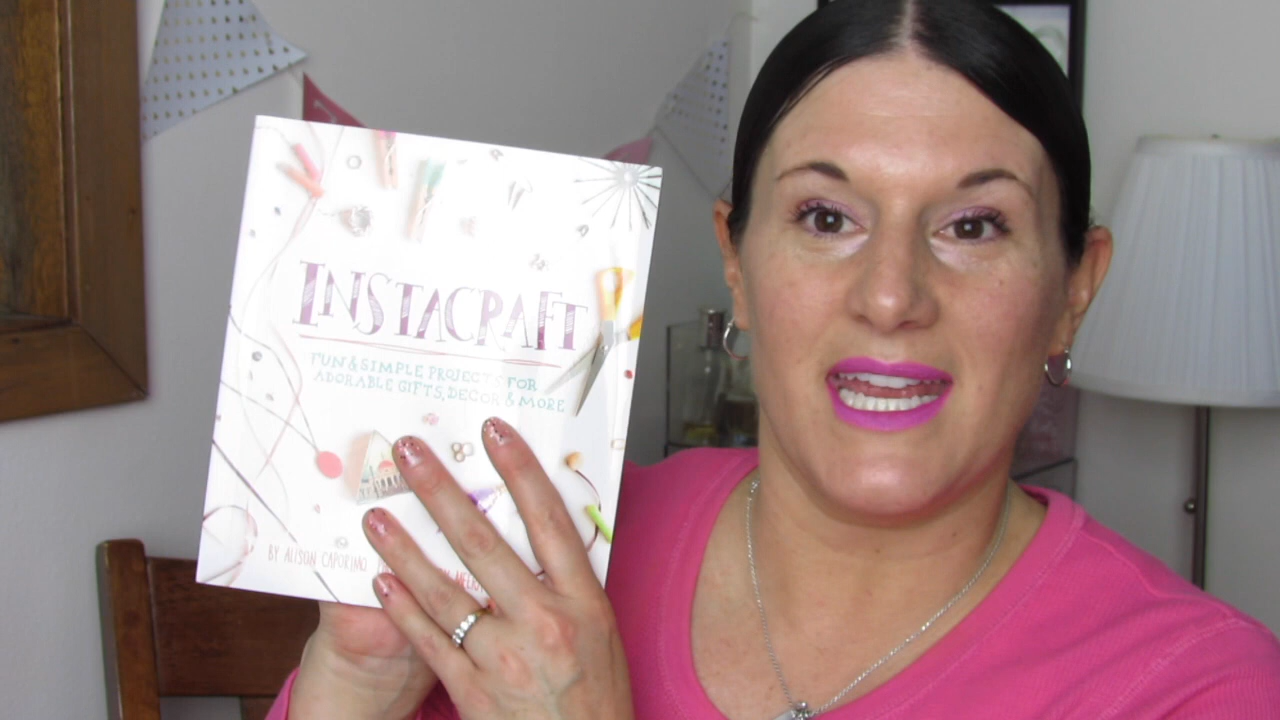 INSTACRAFT
FUN & SIMPLE PROJECTS FOR
ADORABLE GIFTS, DECOR & MORE
BY ALISON CAPORIMO